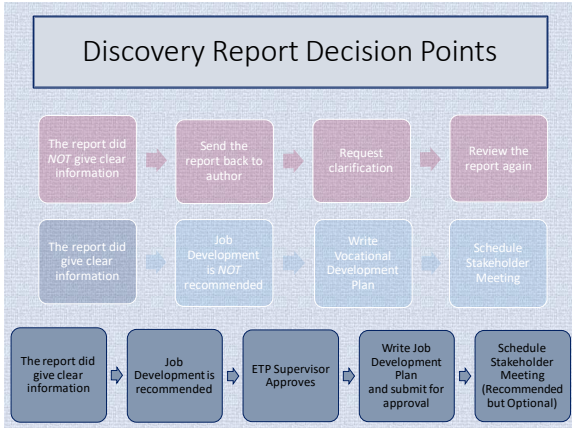 Discovery Report Decision Points
The report did
NOT give clear
information
Send the
report back to
author
Request
clarification
Review the
report again
The report did
give clear
information
Job
Development
is NOT
recommended
Write
Vocational
Development
Plan
Schedule
Stakeholder
Meeting
The report did
give clear
information
Job
Development is
recommended
ETP Supervisor
Approves
Write Job
Development
Plan
and submit for
approval
Schedule
Stakeholder
Meeting
(Recommended
but Optional)